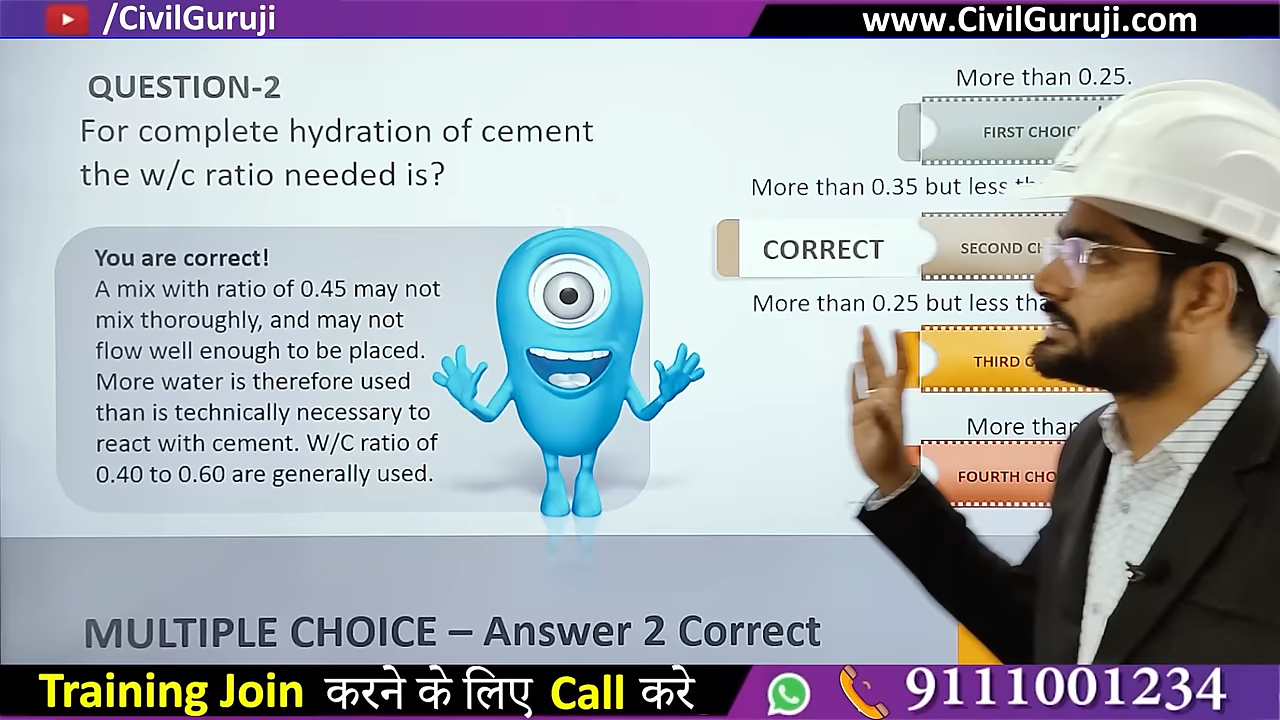 /CivilGuruji
www.CivilGuruji.com
QUESTION-2
For complete hydration of cement
the w/c ratio needed is?
You are correct!
A mix with ratio of 0.45 may not
mix thoroughly, and may not
flow well enough to be placed.
More water is therefore used
than is technically necessary to
react with cement. W/C ratio of
0.40 to 0.60 are generally used.
More than 0.25.
FIRST
More than 0.35 but less
CORRECT
SECOND
More than 0.25 but less
THIRD
More than
FOURTH
MULTIPLE CHOICE – Answer 2 Correct
Training Join करने के लिए Call करे
9111001234